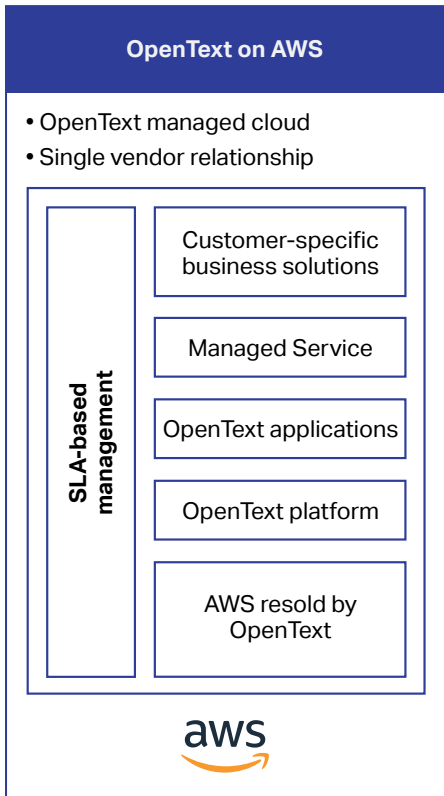 OpenText on AWS
• OpenText managed cloud
• Single vendor relationship
SLA-based
management
Customer-specific
business solutions
Managed Service
OpenText applications
OpenText platform
AWS resold by
OpenText
aws